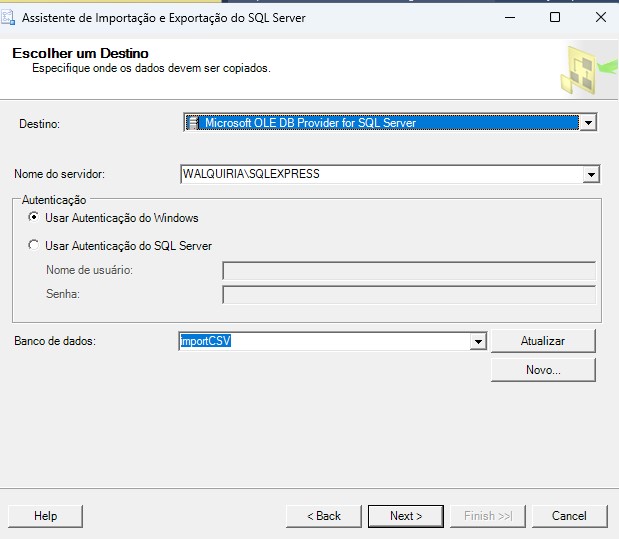 Assistente de Importação e Exportação do SQL Server
Escolher um Destino
Especifique onde os dados devem ser copiados.
Destino: Microsoft OLE DB Provider for SQL Server
Nome do servidor: WALQUIRIA\SQLEXPRESS
Autenticação
Usar Autenticação do Windows
Usar Autenticação do SQL Server
Nome de usuário:
Senha:
Banco de dados: importCSV Atualizar
Novo...
Help < Back Next > Finish >>| Cancel